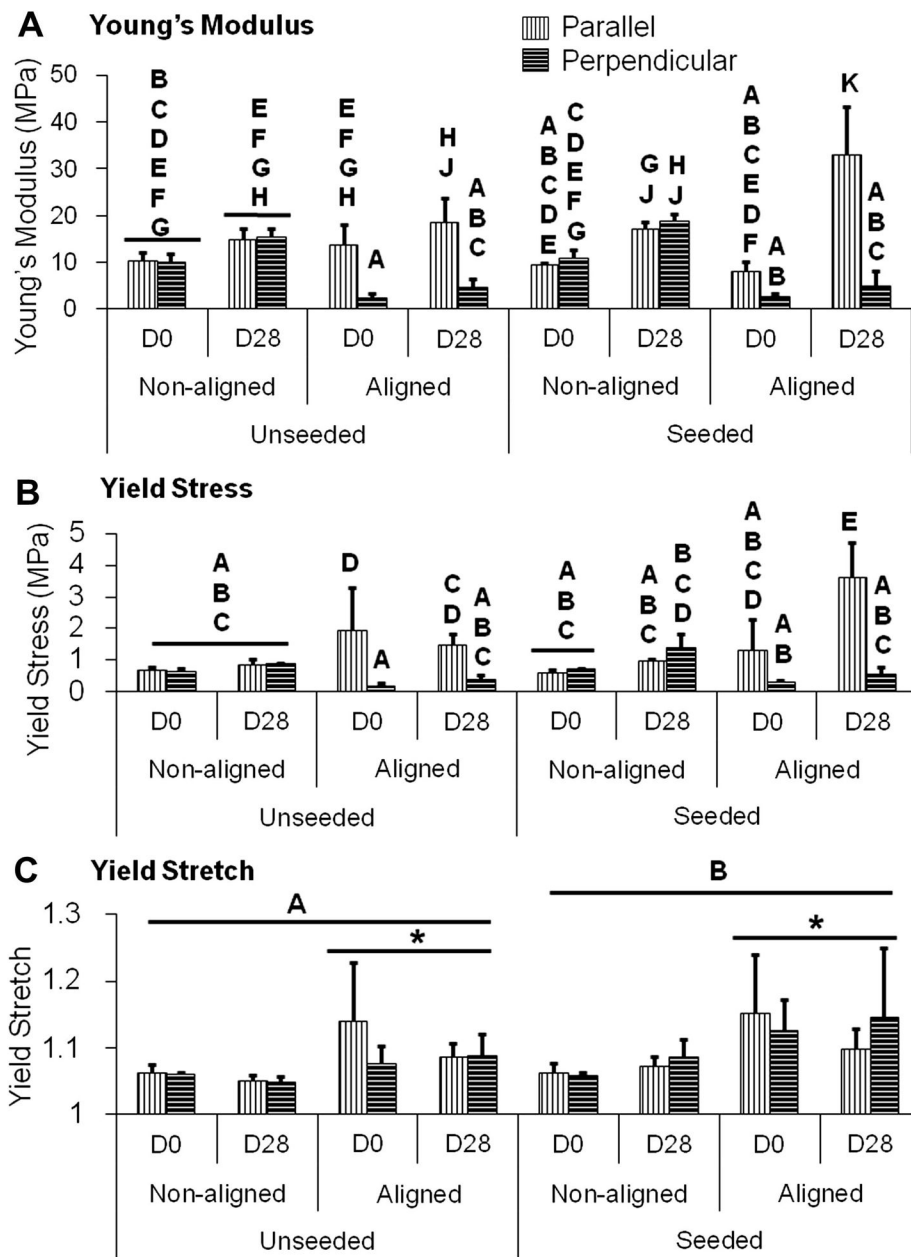 A Young's Modulus
Parallel
Perpendicular
Young's Modulus (MPa)
50
40
30
20
10
0
B
C
D
E
F
G
E
F
G
H
E
F
G
H
A
H
J
A
B
C
A
B
C
D
E
C
D
E
F
G
G
J
H
J
A
B
C
E
D
F
A
B
K
A
B
C
D0 D28 D0 D28 D0 D28 D0 D28
Non-aligned Aligned Non-aligned Aligned
Unseeded Seeded
B Yield Stress
Yield Stress (MPa)
5
4
3
2
1
0
A
B
C
D
A
C
D
A
B
C
A
B
C
A
B
C
B
C
D
A
B
C
D
A
B
E
A
B
C
D0 D28 D0 D28 D0 D28 D0 D28
Non-aligned Aligned Non-aligned Aligned
Unseeded Seeded
C Yield Stretch
Yield Stretch
1.3
1.2
1.1
1
A
*
B
*
D0 D28 D0 D28 D0 D28 D0 D28
Non-aligned Aligned Non-aligned Aligned
Unseeded Seeded